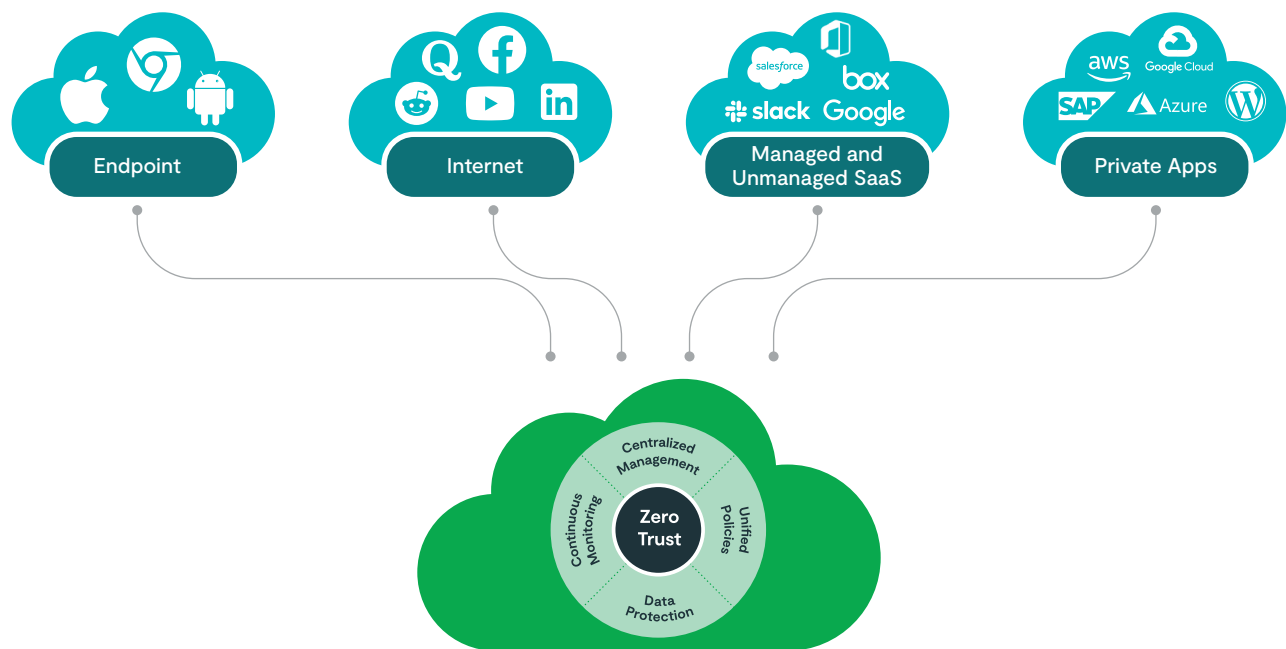 salesforce
box
slack
Google
aws
Google Cloud
SAP
Azure
Endpoint
Internet
Managed and
Unmanaged SaaS
Private Apps
Centralized
Management
Continuous
Monitoring
Zero
Trust
Unified
Policies
Data
Protection